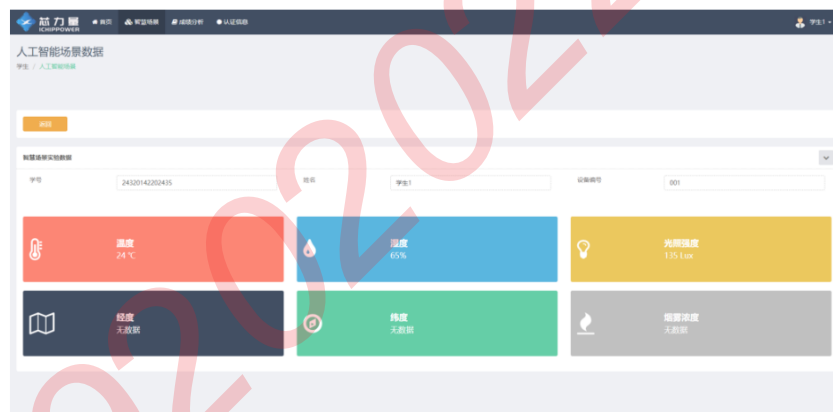 芯力量 首页 智慧场景 成绩分析 认证信息 学生1
ICHIPPOWER
人工智能场景数据
学生 / 人工智能场景
刷新
智慧场景实验数据
学号 24320142202435 姓名 学生1 设备编号 001
温度 湿度 光照强度
24 ℃ 65% 135 Lux
经度 纬度 烟雾浓度
无数据 无数据 无数据
202022022